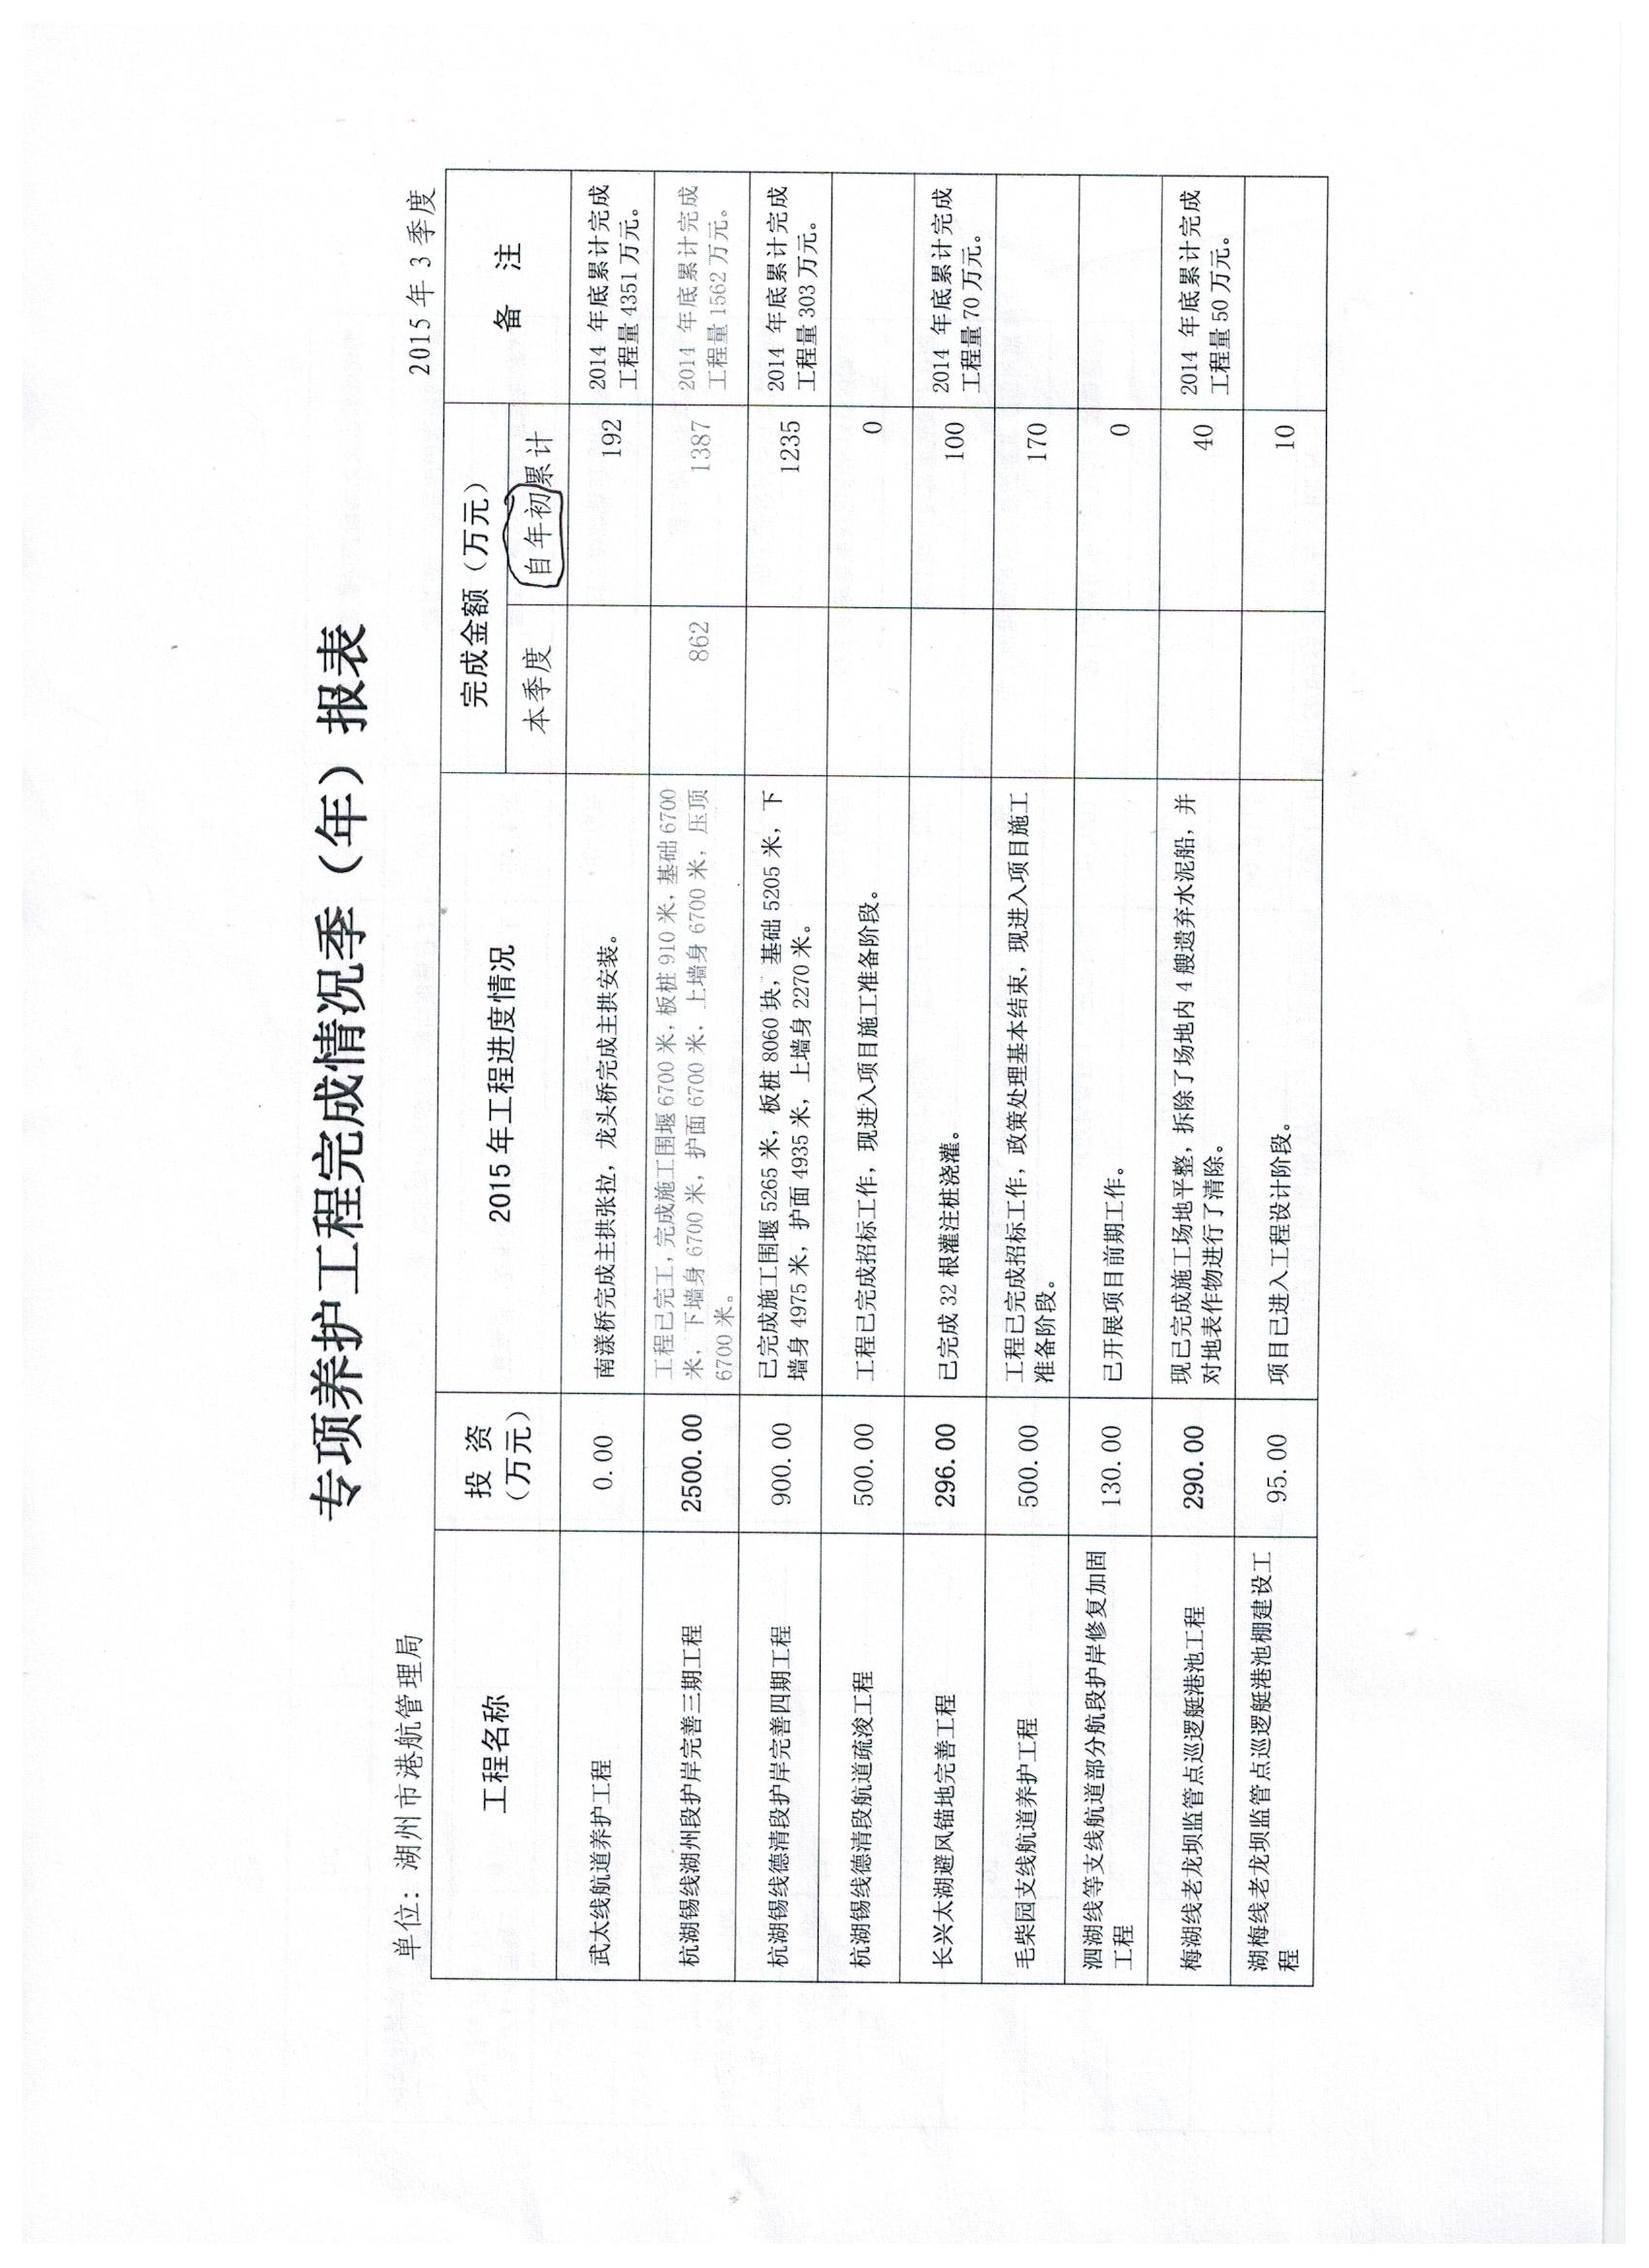 专项养护工程完成情况季（年）报表
单位：湖州市港航管理局
2015 年 3 季度
工程名称
投 资
（万元）
2015 年工程进度情况
完成金额（万元）
本季度
自年初累计
备 注
武太线航道养护工程
0.00
南漾桥完成主拱张拉，龙头桥完成主拱安装。
192
2014 年底累计完成
工程量 4351 万元。
杭湖锡线湖州段护岸完善三期工程
2500.00
工程已完工，完成施工围堰 6700 米，板桩 910 米，基础 6700
米，下墙身 6700 米，护面 6700 米，上墙身 6700 米，压顶
6700 米。
862
1387
2014 年底累计完成
工程量 1562 万元。
杭湖锡线德清段护岸完善四期工程
900.00
已完成施工围堰 5265 米，板桩 8060 块，基础 5205 米，下
墙身 4975 米，护面 4935 米，上墙身 2270 米。
1235
2014 年底累计完成
工程量 303 万元。
杭湖锡线德清段航道疏浚工程
500.00
工程已完成招标工作，现进入项目施工准备阶段。
0
长兴太湖避风锚地完善工程
296.00
已完成 32 根灌注桩浇灌。
100
2014 年底累计完成
工程量 70 万元。
毛柴园支线航道养护工程
500.00
工程已完成招标工作，政策处理基本结束，现进入项目施工
准备阶段。
170
泗湖线等支线航道部分航段护岸修复加固
工程
130.00
已开展项目前期工作。
0
梅湖线老龙坝监管点巡逻艇港池工程
290.00
现已完成施工场地平整，拆除了场地内 4 艘遗弃水泥船，并
对地表作物进行了清除。
40
2014 年底累计完成
工程量 50 万元。
湖梅线老龙坝监管点巡逻艇港池棚建设工
程
95.00
项目已进入工程设计阶段。
10